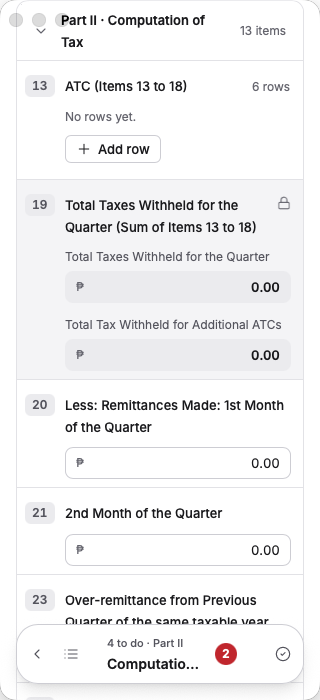 Part II · Computation of
Tax
13 items
13
ATC (Items 13 to 18)
6 rows
No rows yet.
+ Add row
19
Total Taxes Withheld for the
Quarter (Sum of Items 13 to 18)
Total Taxes Withheld for the Quarter
₱ 0.00
Total Tax Withheld for Additional ATCs
₱ 0.00
20
Less: Remittances Made: 1st Month
of the Quarter
₱ 0.00
21
2nd Month of the Quarter
₱ 0.00
23
Over-remittance from Previous
Quarter of the same taxable year
4 to do · Part II
Computatio...
2